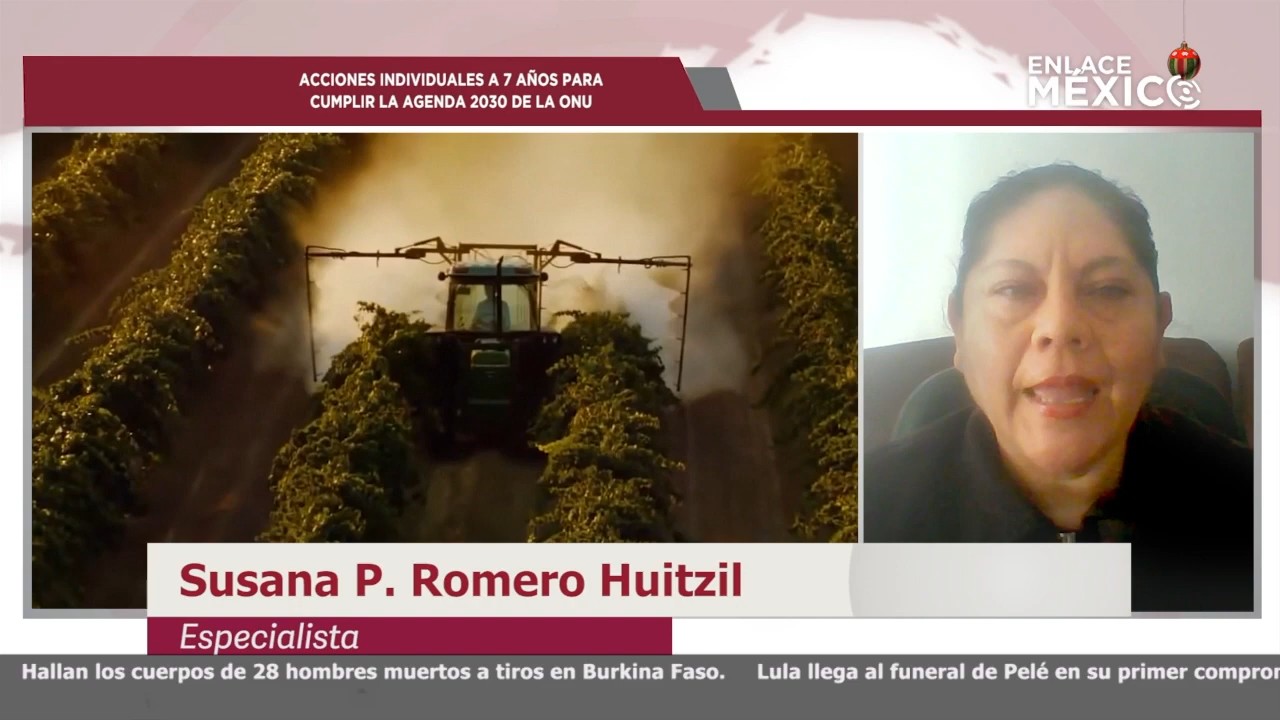 ACCIONES INDIVIDUALES A 7 AÑOS PARA
CUMPLIR LA AGENDA 2030 DE LA ONU
ENLACE
MÉXICO
Susana P. Romero Huitzil
Especialista
Hallan los cuerpos de 28 hombres muertos a tiros en Burkina Faso. Lula llega al funeral de Pelé en su primer